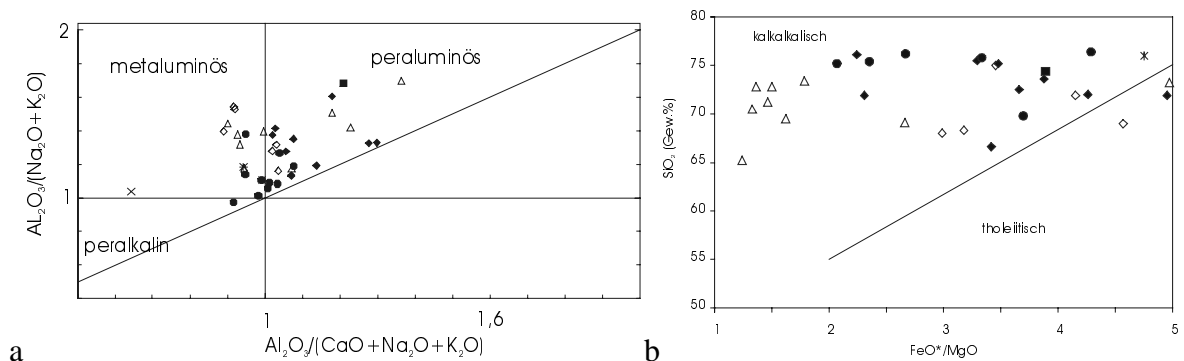 2
metaluminös
peraluminös
Al₂O₃/(Na₂O+K₂O)
1
peralkalin
1
1,6
Al₂O₃/(CaO+Na₂O+K₂O)
a
80
kalkalkalisch
75
70
SiO₂ (Gew.%)
65
60
tholeiitisch
55
50
1
2
3
4
5
FeO*/MgO
b